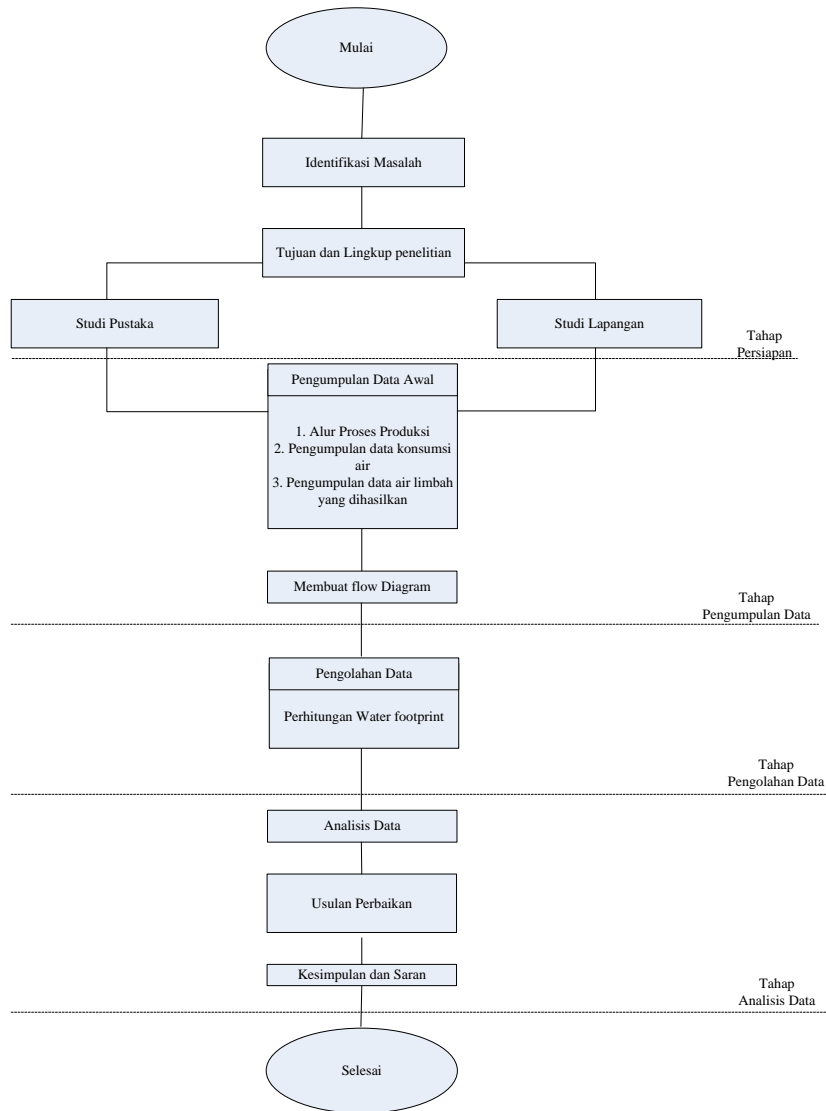 Mulai
Identifikasi Masalah
Tujuan dan Lingkup penelitian
Studi Pustaka
Studi Lapangan
Tahap
Persiapan
Pengumpulan Data Awal
1. Alur Proses Produksi
2. Pengumpulan data konsumsi
air
3. Pengumpulan data air limbah
yang dihasilkan
Membuat flow Diagram
Tahap
Pengumpulan Data
Pengolahan Data
Perhitungan Water footprint
Tahap
Pengolahan Data
Analisis Data
Usulan Perbaikan
Kesimpulan dan Saran
Tahap
Analisis Data
Selesai